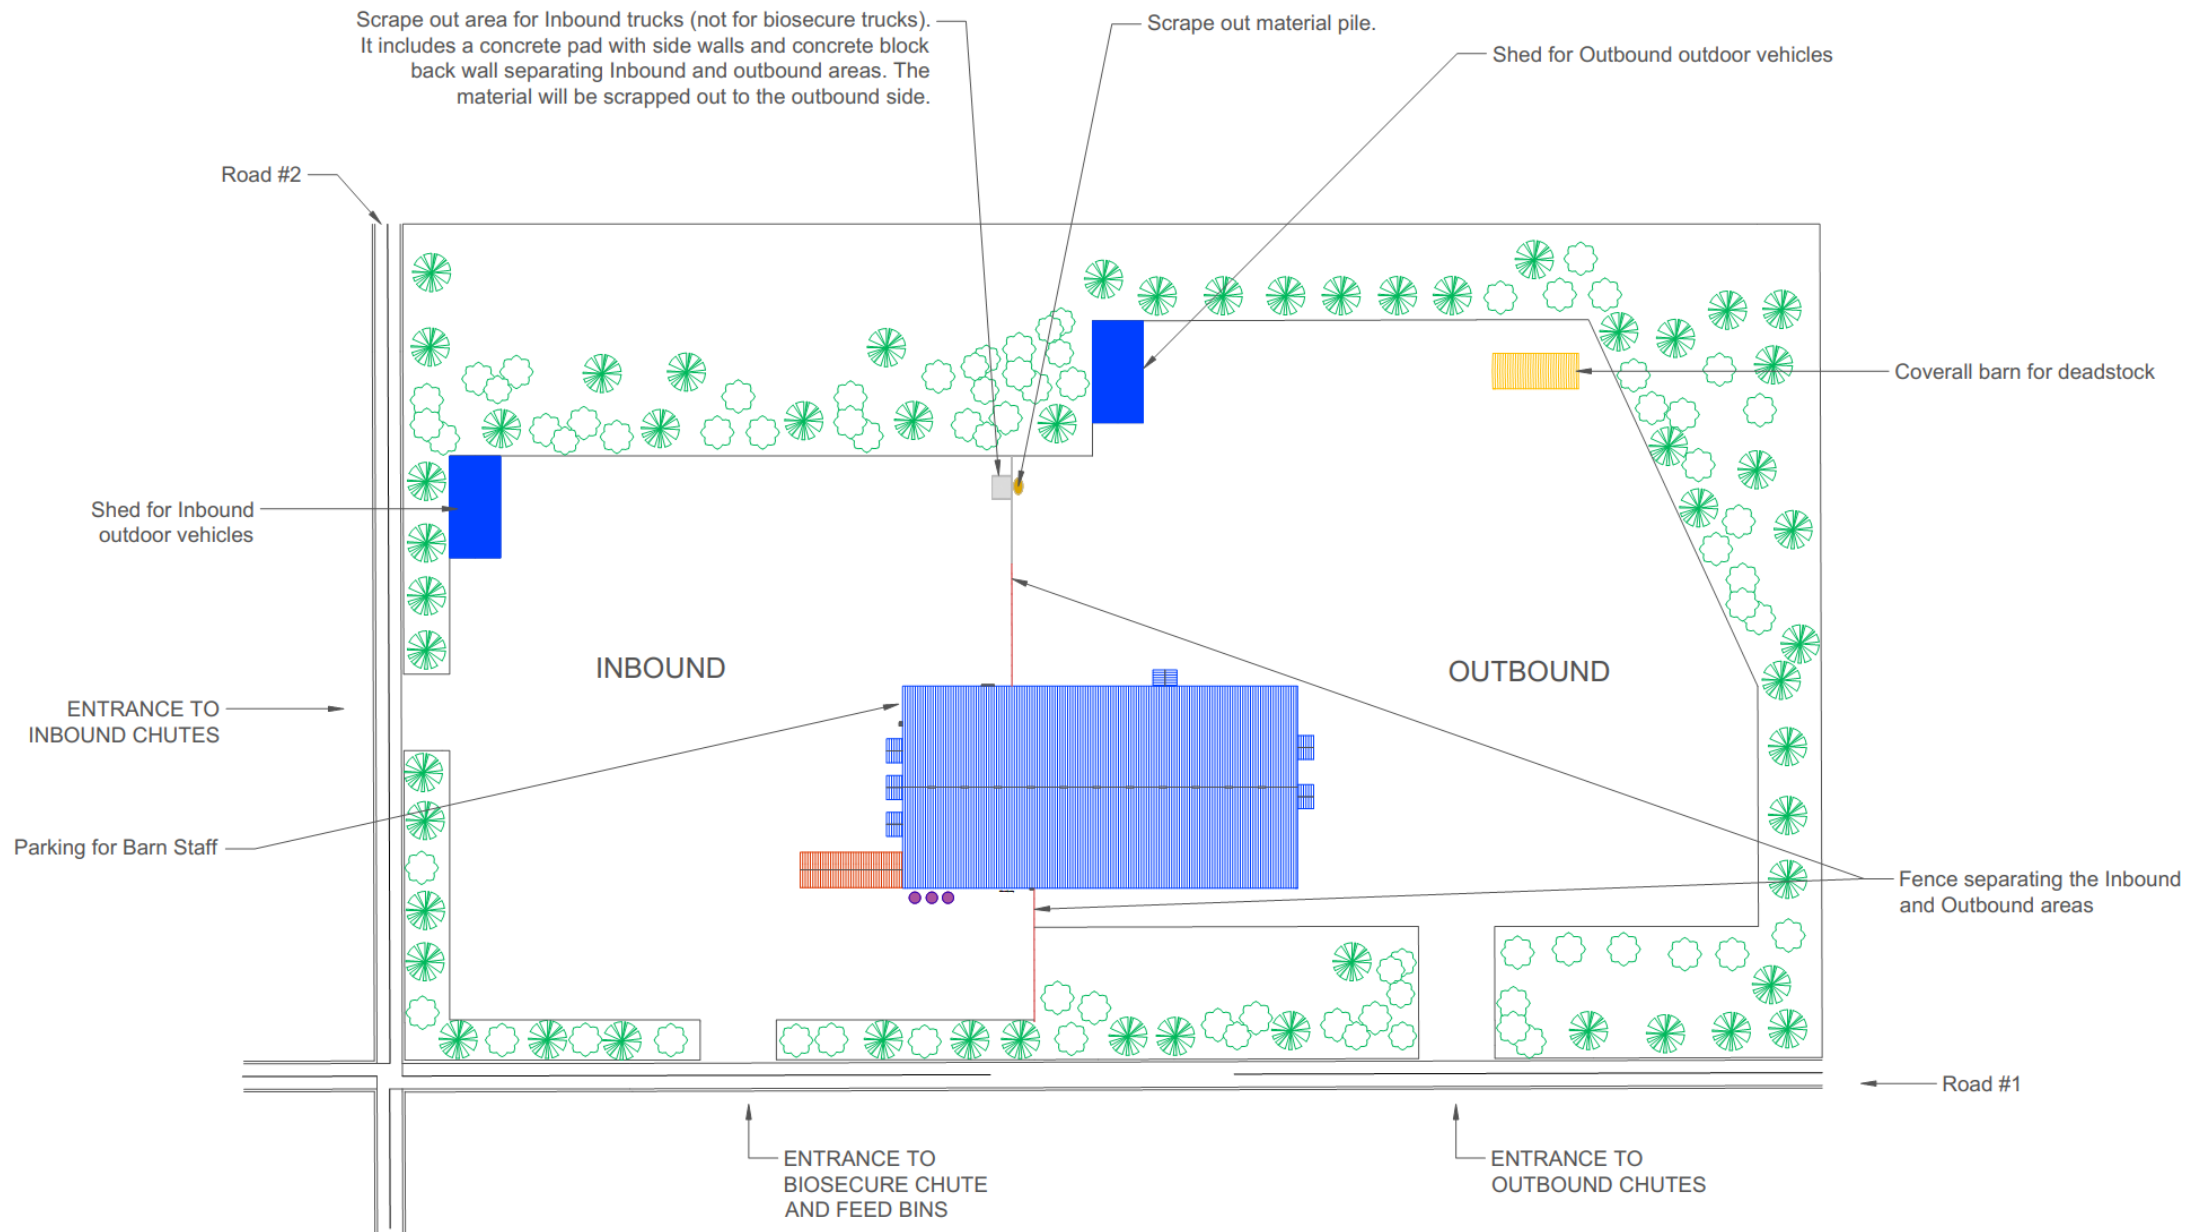 Scrape out area for Inbound trucks (not for biosecure trucks).
It includes a concrete pad with side walls and concrete block
back wall separating Inbound and outbound areas. The
material will be scrapped out to the outbound side.
Scrape out material pile.
Shed for Outbound outdoor vehicles
Road #2
Coverall barn for deadstock
Shed for Inbound
outdoor vehicles
INBOUND
OUTBOUND
ENTRANCE TO
INBOUND CHUTES
Parking for Barn Staff
Fence separating the Inbound
and Outbound areas
Road #1
ENTRANCE TO
BIOSECURE CHUTE
AND FEED BINS
ENTRANCE TO
OUTBOUND CHUTES